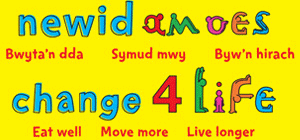 newid am oes
Bwyta'n dda Symud mwy Byw'n hirach
change 4 life
Eat well Move more Live longer